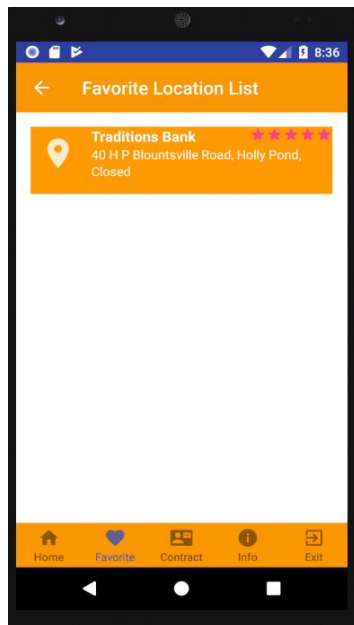 8:36
Favorite Location List
Traditions Bank
40 H P Blountsville Road, Holly Pond,
Closed
Home Favorite Contract Info Exit